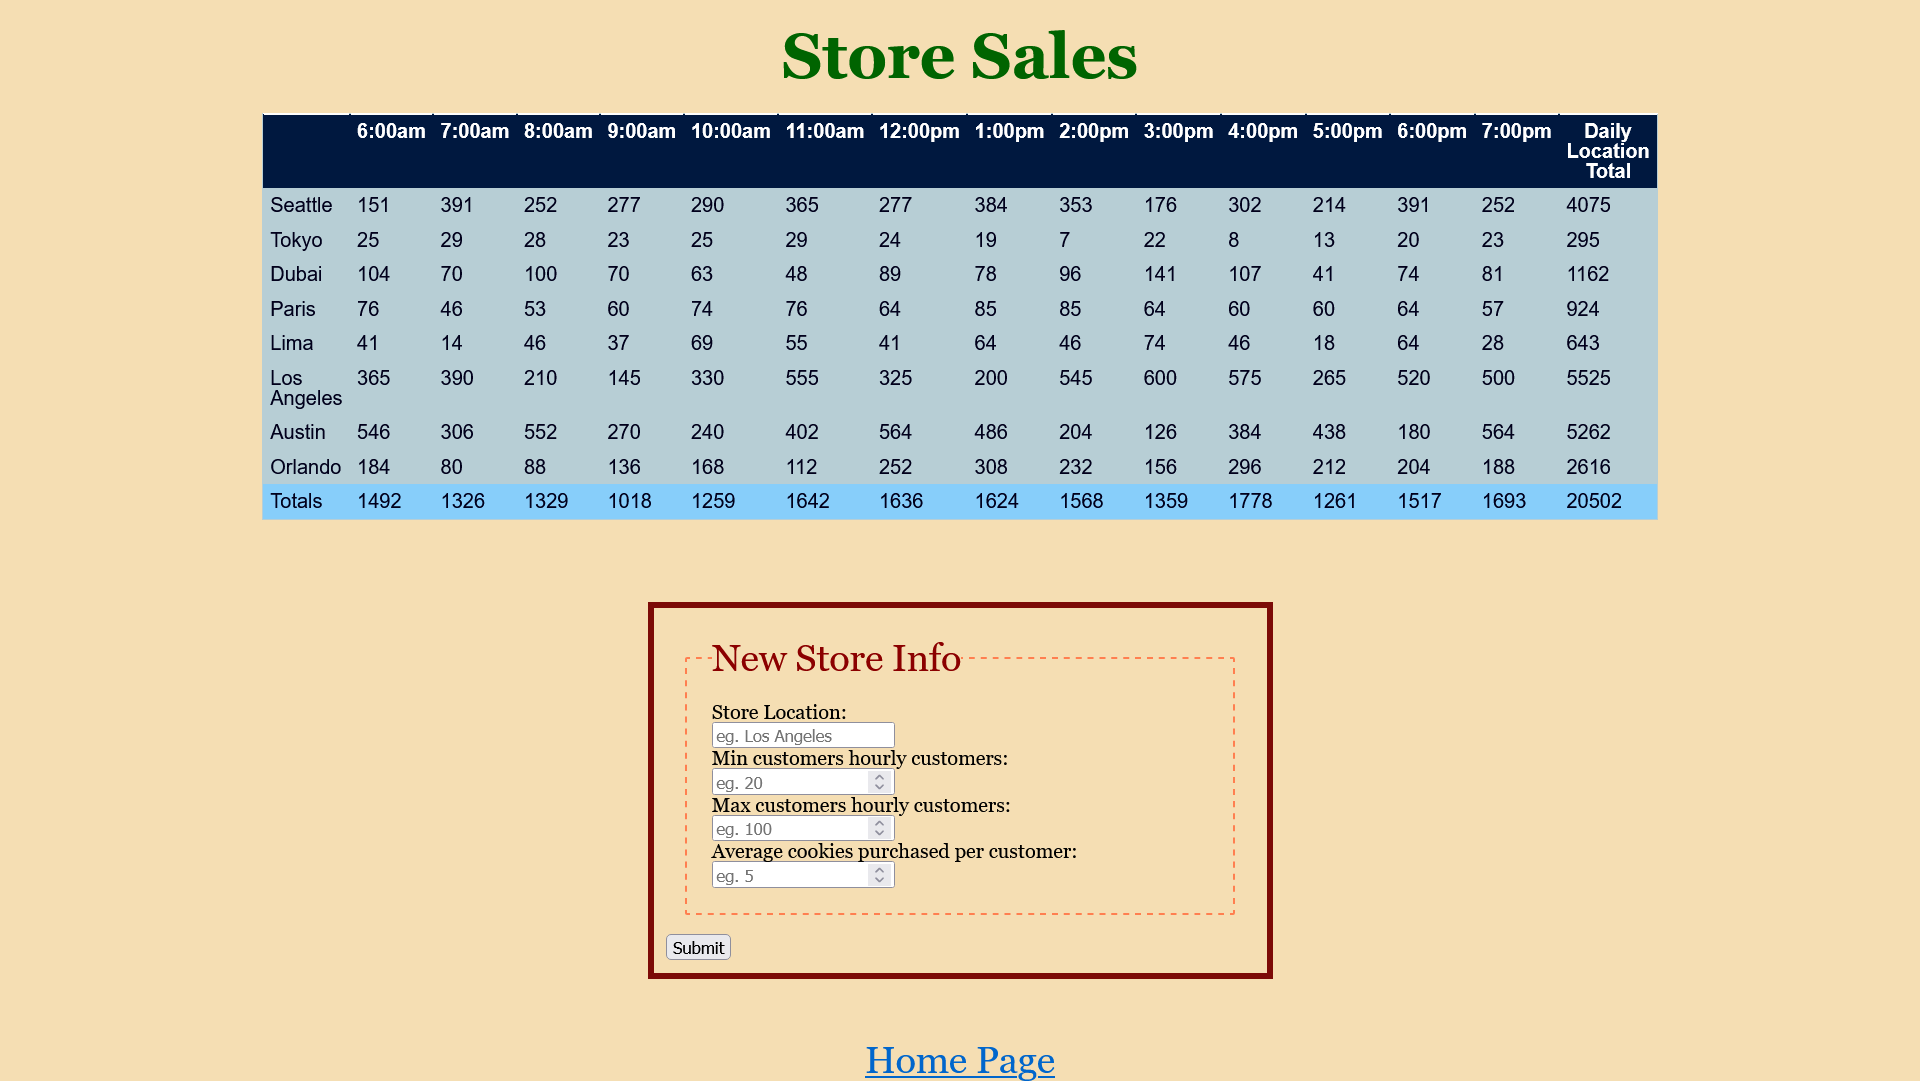 Store Sales
6:00am 7:00am 8:00am 9:00am 10:00am 11:00am 12:00pm 1:00pm 2:00pm 3:00pm 4:00pm 5:00pm 6:00pm 7:00pm Daily Location Total
Seattle 151 391 252 277 290 365 277 384 353 176 302 214 391 252 4075
Tokyo 25 29 28 23 25 29 24 19 7 22 8 13 20 23 295
Dubai 104 70 100 70 63 48 89 78 96 141 107 41 74 81 1162
Paris 76 46 53 60 74 76 64 85 85 64 60 60 64 57 924
Lima 41 14 46 37 69 55 41 64 46 74 46 18 64 28 643
Los Angeles 365 390 210 145 330 555 325 200 545 600 575 265 520 500 5525
Austin 546 306 552 270 240 402 564 486 204 126 384 438 180 564 5262
Orlando 184 80 88 136 168 112 252 308 232 156 296 212 204 188 2616
Totals 1492 1326 1329 1018 1259 1642 1636 1624 1568 1359 1778 1261 1517 1693 20502
New Store Info
Store Location:
eg. Los Angeles
Min customers hourly customers:
eg. 20
Max customers hourly customers:
eg. 100
Average cookies purchased per customer:
eg. 5
Submit
Home Page